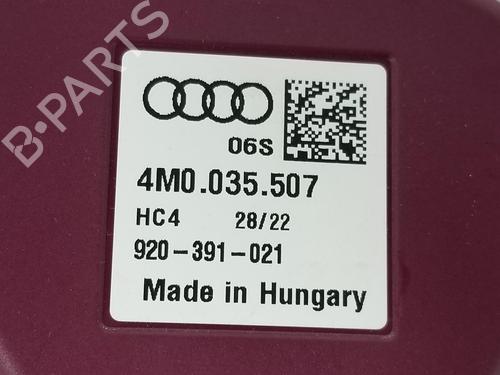 B-PARTS
06S
4M0.035.507
HC4 28/22
920-391-021
Made in Hungary